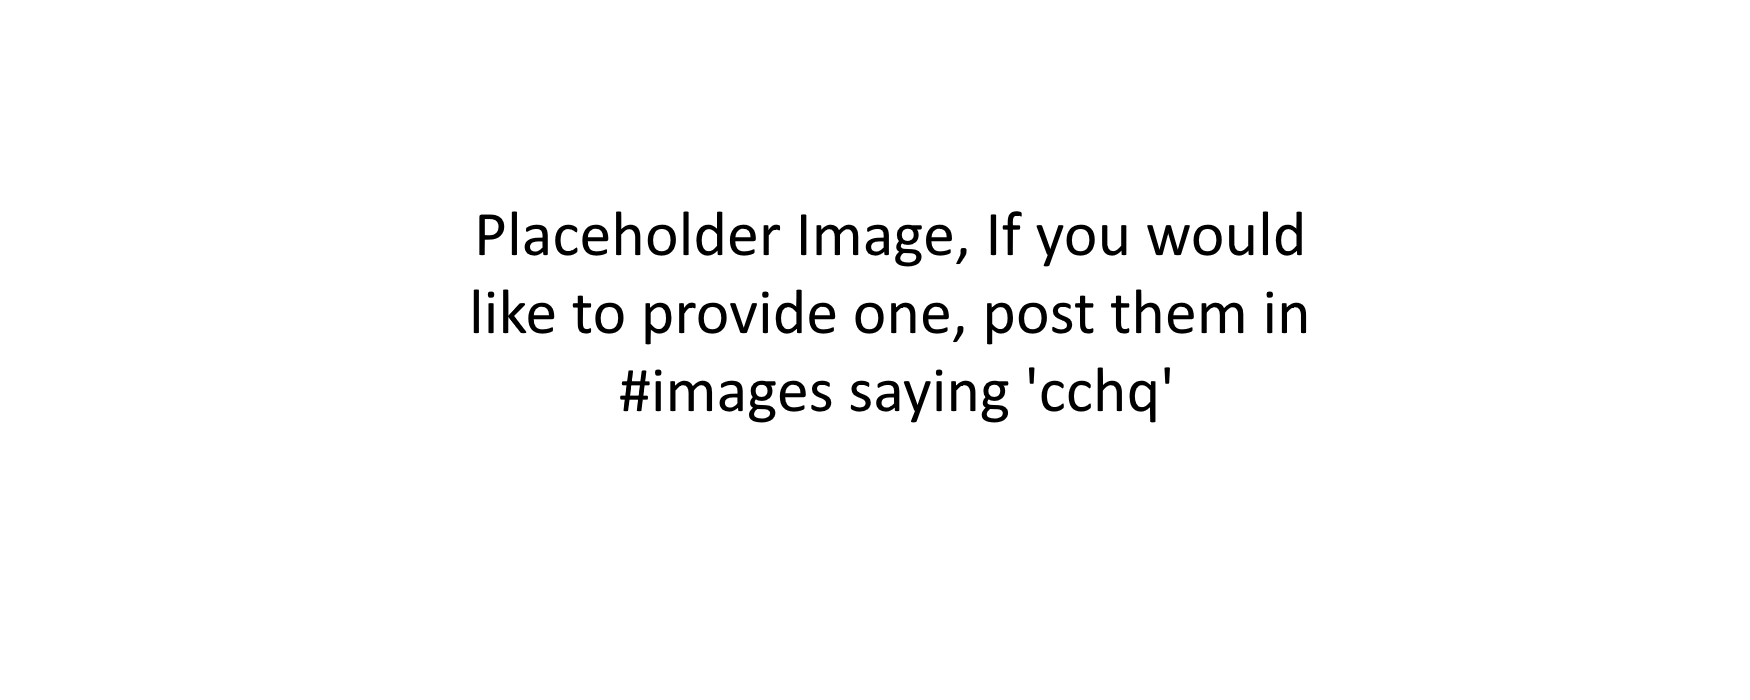 Placeholder Image, If you would
like to provide one, post them in
#images saying 'cchq'